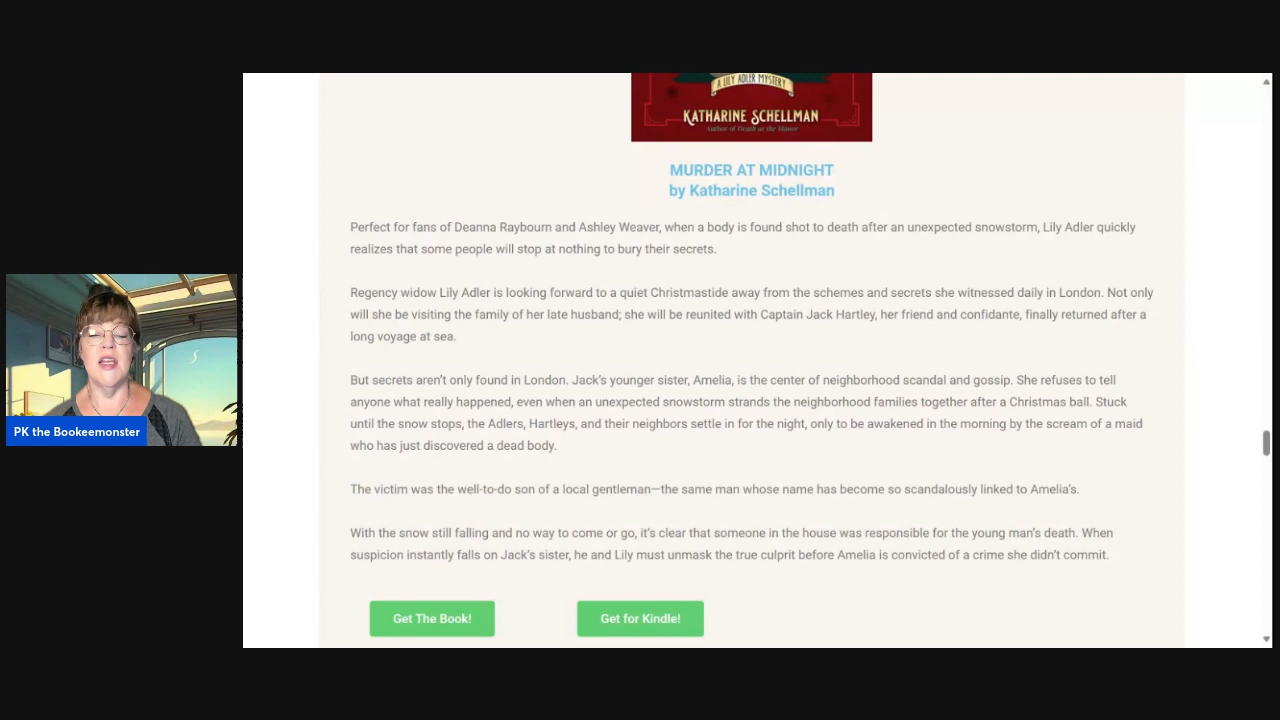 A LILY ADLER MYSTERY
KATHARINE SCHELLMAN
Author of Death at the Manor
MURDER AT MIDNIGHT
by Katharine Schellman
Perfect for fans of Deanna Raybourn and Ashley Weaver, when a body is found shot to death after an unexpected snowstorm, Lily Adler quickly
realizes that some people will stop at nothing to bury their secrets.
Regency widow Lily Adler is looking forward to a quiet Christmastide away from the schemes and secrets she witnessed daily in London. Not only
will she be visiting the family of her late husband; she will be reunited with Captain Jack Hartley, her friend and confidante, finally returned after a
long voyage at sea.
But secrets aren’t only found in London. Jack’s younger sister, Amelia, is the center of neighborhood scandal and gossip. She refuses to tell
anyone what really happened, even when an unexpected snowstorm strands the neighborhood families together after a Christmas ball. Stuck
until the snow stops, the Adlers, Hartleys, and their neighbors settle in for the night, only to be awakened in the morning by the scream of a maid
who has just discovered a dead body.
The victim was the well-to-do son of a local gentleman—the same man whose name has become so scandalously linked to Amelia’s.
With the snow still falling and no way to come or go, it’s clear that someone in the house was responsible for the young man’s death. When
suspicion instantly falls on Jack’s sister, he and Lily must unmask the true culprit before Amelia is convicted of a crime she didn’t commit.
Get The Book!
Get for Kindle!
PK the Bookeemonster